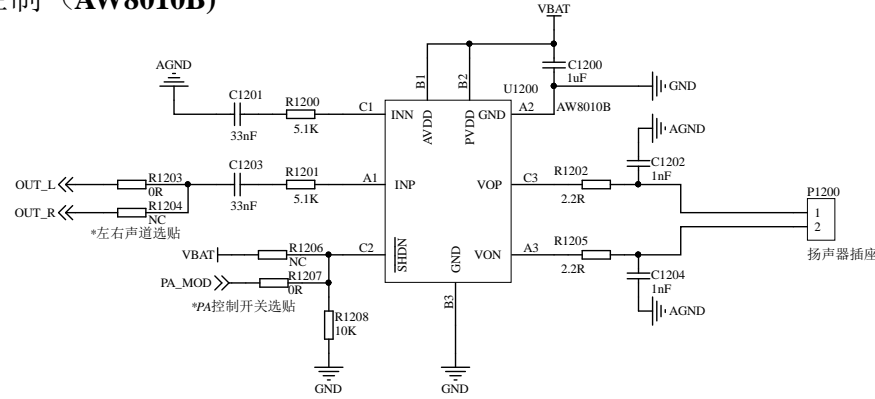 制（AW8010B)
VBAT
AGND
C1200
1uF
B1
B2
U1200
GND
C1201
R1200
C1
INN
AVDD
PVDD
GND
A2
AW8010B
33nF
5.1K
AGND
C1203
R1201
C1202
1nF
R1203
A1
INP
VOP
C3
R1202
P1200
OUT_L
0R
33nF
5.1K
2.2R
1
OUT_R
R1204
NC
2
*左右声道选贴
VBAT
R1206
NC
C2
SHDN
GND
VON
A3
R1205
2.2R
扬声器插座
PA_MOD
R1207
0R
C1204
1nF
*PA控制开关选贴
B3
AGND
R1208
10K
GND
GND